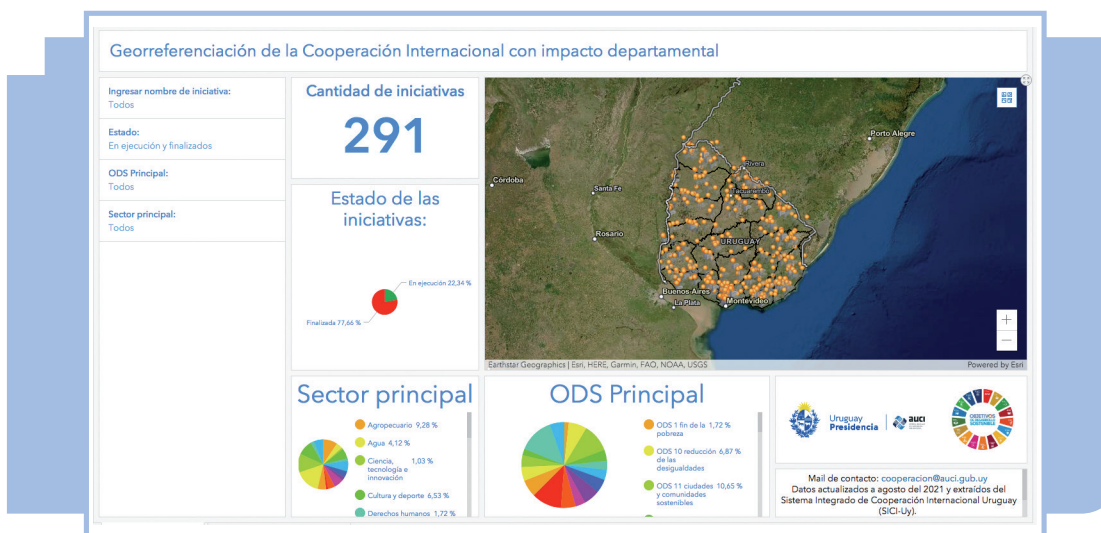 Georreferenciación de la Cooperación Internacional con impacto departamental
Ingresar nombre de iniciativa:
Todos
Estado:
En ejecución y finalizados
ODS Principal:
Todos
Sector principal:
Todos
Cantidad de iniciativas
291
Estado de las
iniciativas:
En ejecución 22,34 %
Finalizada 77,66 %
Porto Alegre
Rivera
Córdoba
Santa Fe
Tacuarembó
Rosario
URUGUAY
Buenos Aires
La Plata
Montevideo
+
−
Earthstar Geographics | Esri, HERE, Garmin, FAO, NOAA, USGS
Powered by Esri
Sector principal
Agropecuario 9,28 %
Agua 4,12 %
Ciencia, 1,03 %
tecnología e
innovación
Cultura y deporte 6,53 %
Derechos humanos 1,72 %
ODS Principal
ODS 1 fin de la 1,72 %
pobreza
ODS 10 reducción 6,87 %
de las
desigualdades
ODS 11 ciudades 10,65 %
y comunidades
sostenibles
Uruguay
Presidencia
auci
OBJETIVOS
DE DESARROLLO
SOSTENIBLE
Mail de contacto: cooperacion@auci.gub.uy
Datos actualizados a agosto del 2021 y extraídos del
Sistema Integrado de Cooperación Internacional Uruguay
(SICI-Uy).